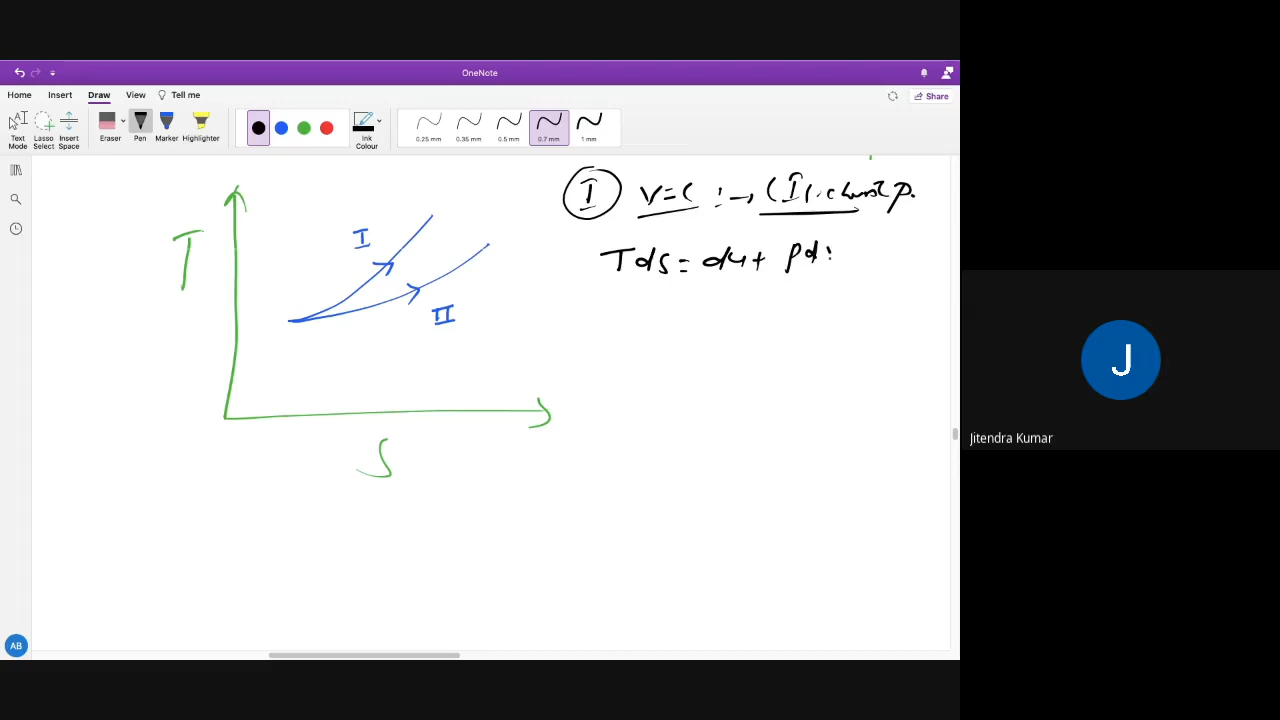 OneNote
Home Insert Draw View Tell me
Share
Text Mode
Lasso Select
Insert Space
Eraser
Pen
Marker
Highlighter
Ink Colour
0.25 mm
0.35 mm
0.5 mm
0.7 mm
1 mm
I V=C :→ (I p.
T ds = du + pd
T
I
II
S
J
Jitendra Kumar
AB